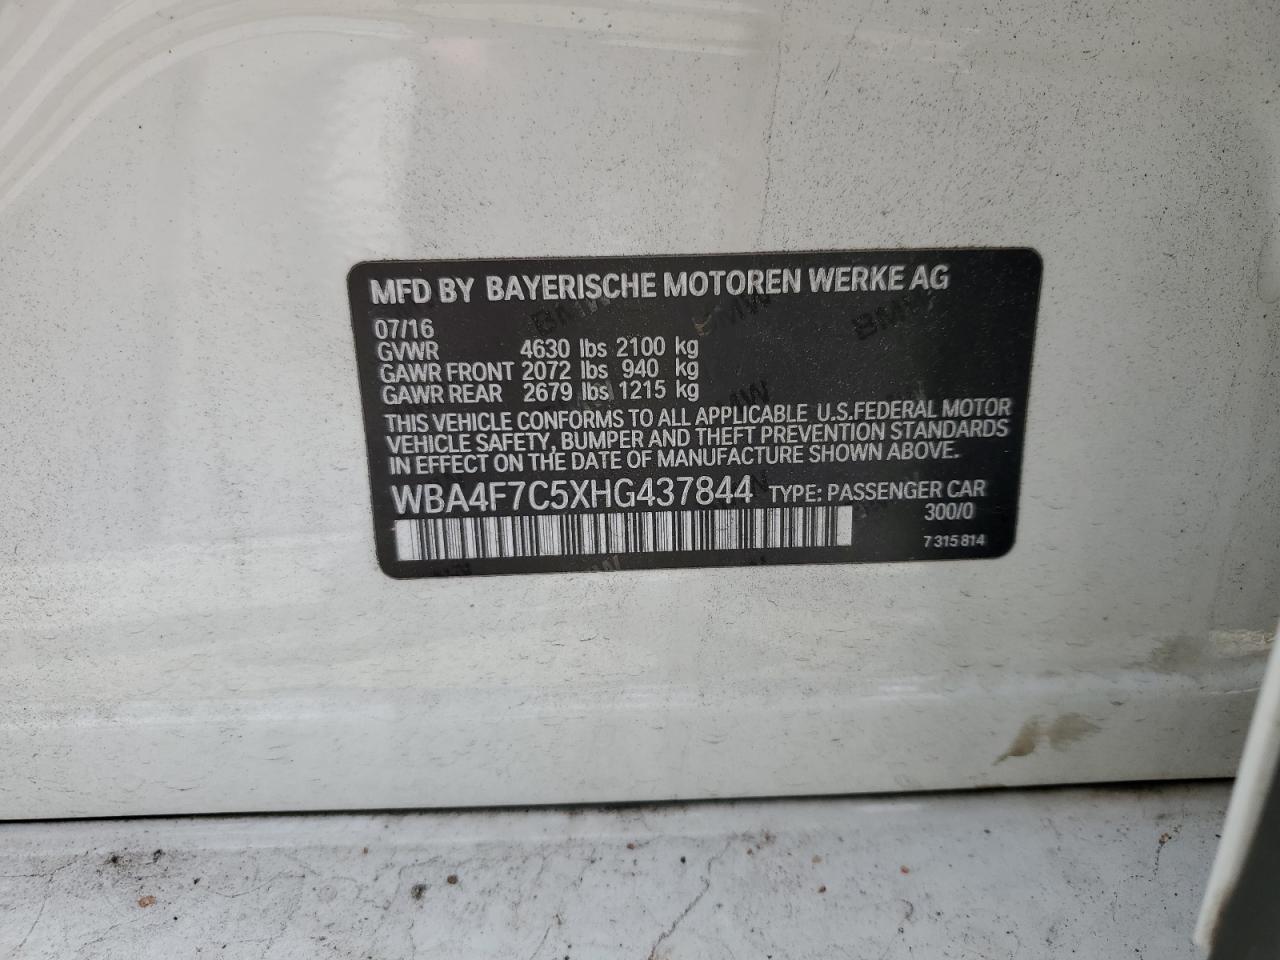 MFD BY BAYERISCHE MOTOREN WERKE AG
07/16
GVWR 4630 lbs 2100 kg
GAWR FRONT 2072 lbs 940 kg
GAWR REAR 2679 lbs 1215 kg
THIS VEHICLE CONFORMS TO ALL APPLICABLE U.S.FEDERAL MOTOR
VEHICLE SAFETY, BUMPER AND THEFT PREVENTION STANDARDS
IN EFFECT ON THE DATE OF MANUFACTURE SHOWN ABOVE.
WBA4F7C5XHG437844 TYPE: PASSENGER CAR
300/0
7 315 814